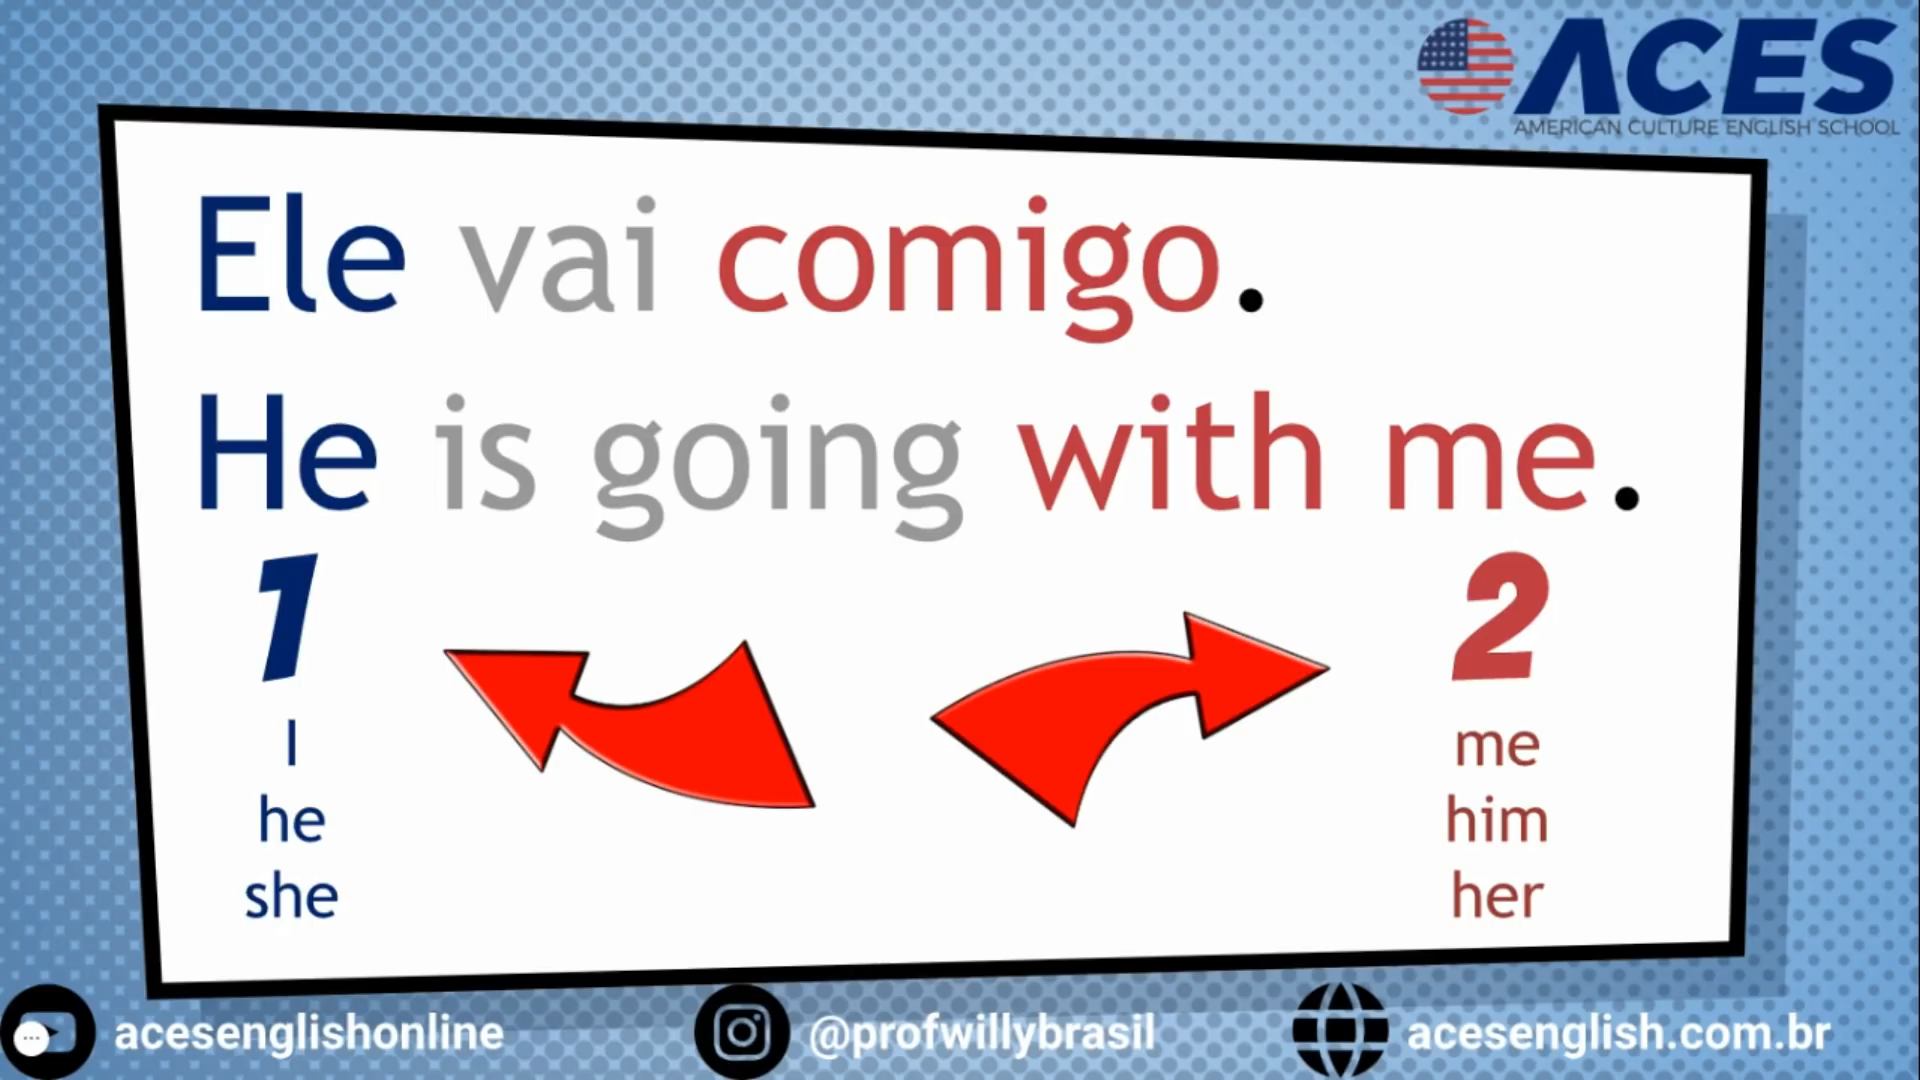 ACES
AMERICAN CULTURE ENGLISH SCHOOL
Ele vai comigo.
He is going with me.
1
I
he
she
2
me
him
her
acesenglishonline
@profwillybrasil
acesenglish.com.br